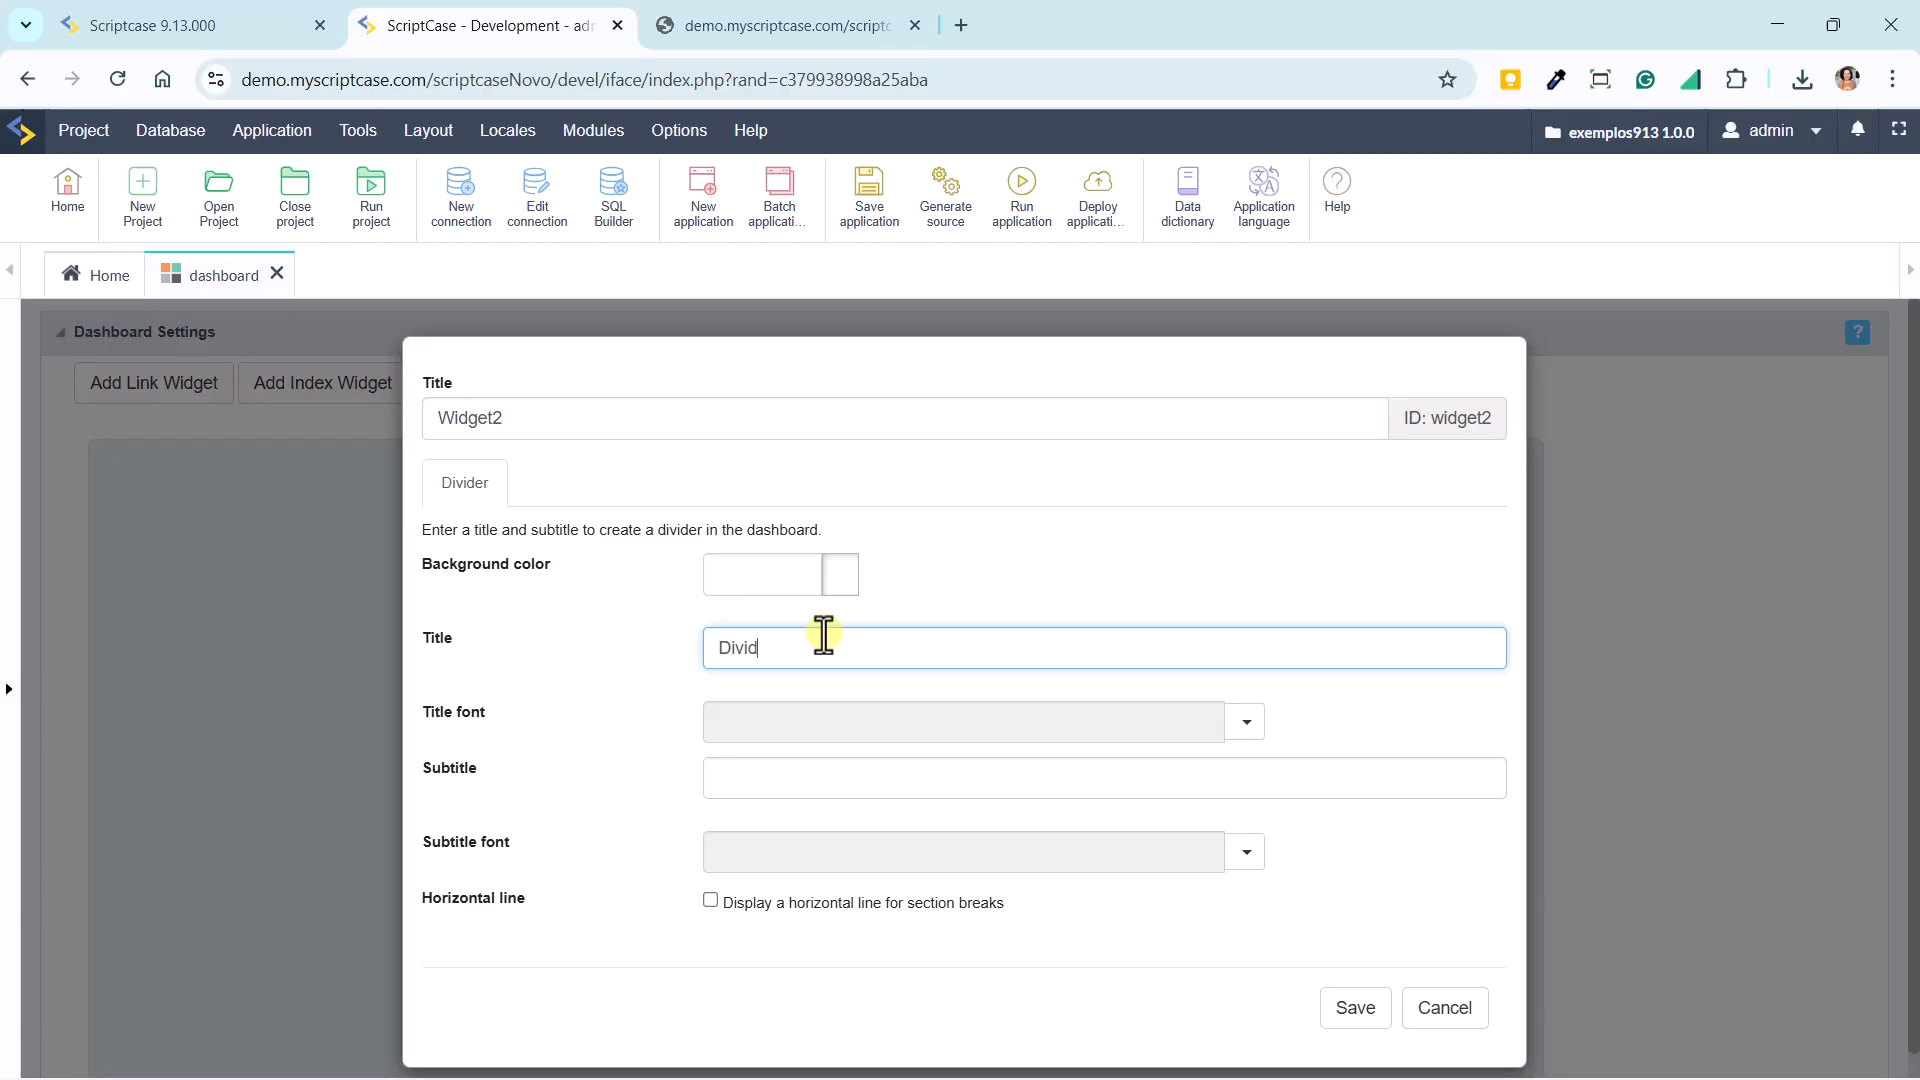 Scriptcase 9.13.000
ScriptCase - Development - adm
demo.myscriptcase.com/scriptc
demo.myscriptcase.com/scriptcaseNovo/devel/iface/index.php?rand=c379938998a25aba
Project
Database
Application
Tools
Layout
Locales
Modules
Options
Help
exemplos913 1.0.0
admin
Home
New
Project
Open
Project
Close
project
Run
project
New
connection
Edit
connection
SQL
Builder
New
application
Batch
applicati...
Save
application
Generate
source
Run
application
Deploy
applicati...
Data
dictionary
Application
language
Help
Home
dashboard
Dashboard Settings
?
Add Link Widget
Add Index Widget
Title
Widget2
ID: widget2
Divider
Enter a title and subtitle to create a divider in the dashboard.
Background color
Title
Divid
Title font
Subtitle
Subtitle font
Horizontal line
Display a horizontal line for section breaks
Save
Cancel